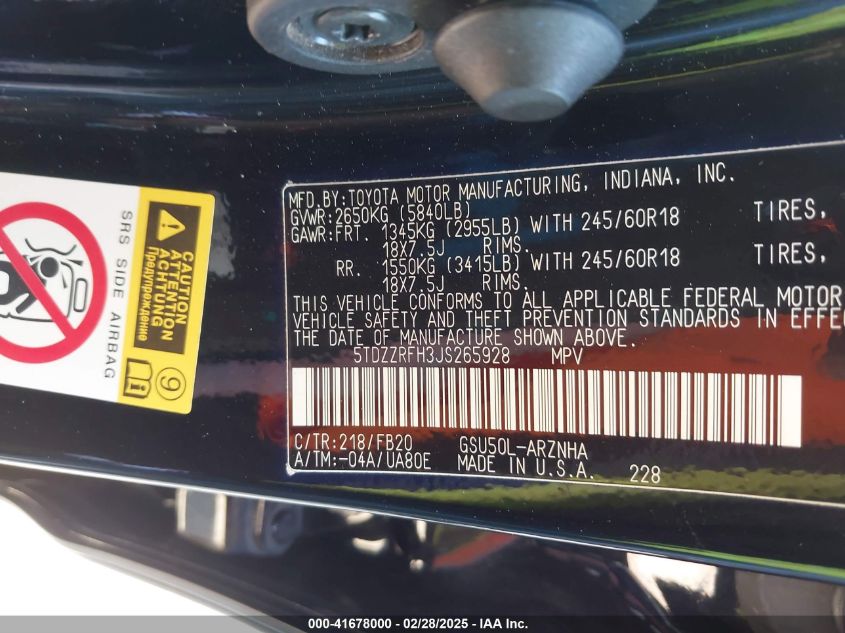 MFD.BY:TOYOTA MOTOR MANUFACTURING, INDIANA, INC.
GVWR:2650KG (5840LB)
GAWR:FRT. 1345KG (2955LB) WITH 245/60R18 TIRES,
18X7.5J RIMS.
RR. 1550KG (3415LB) WITH 245/60R18 TIRES,
18X7.5J RIMS.
THIS VEHICLE CONFORMS TO ALL APPLICABLE FEDERAL MOTOR
VEHICLE SAFETY AND THEFT PREVENTION STANDARDS IN EFFE
THE DATE OF MANUFACTURE SHOWN ABOVE.
5TDZZRFH3JS265928 MPV
C/TR:218/FB20 GSU50L-ARZNHA
A/TM:-04A/UA80E MADE IN U.S.A. 228
SRS SIDE AIRBAG
CAUTION
ATTENTION
ACHTUNG
Предупреждение
9
000-41678000 - 02/28/2025 - IAA Inc.